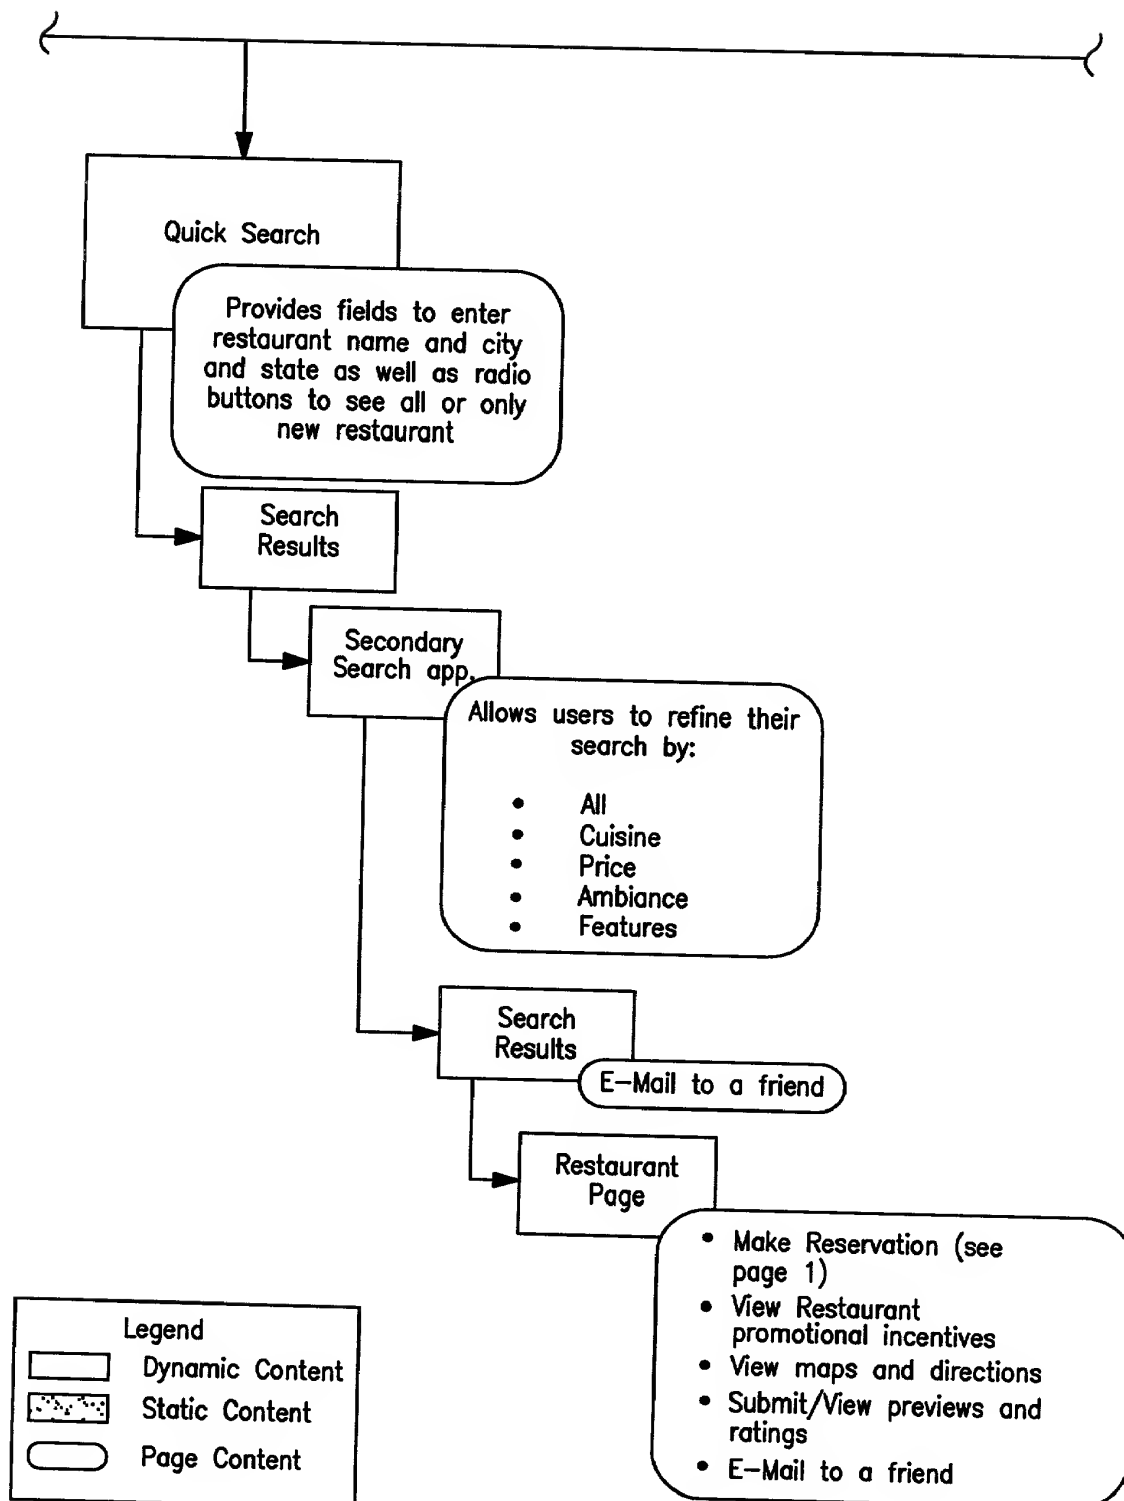 Quick Search
Provides fields to enter
restaurant name and city
and state as well as radio
buttons to see all or only
new restaurant
Search
Results
Secondary
Search app.
Allows users to refine their
search by:
• All
• Cuisine
• Price
• Ambiance
• Features
Search
Results
E-Mail to a friend
Restaurant
Page
• Make Reservation (see
page 1)
• View Restaurant
promotional incentives
• View maps and directions
• Submit/View previews and
ratings
• E-Mail to a friend
Legend
Dynamic Content
Static Content
Page Content